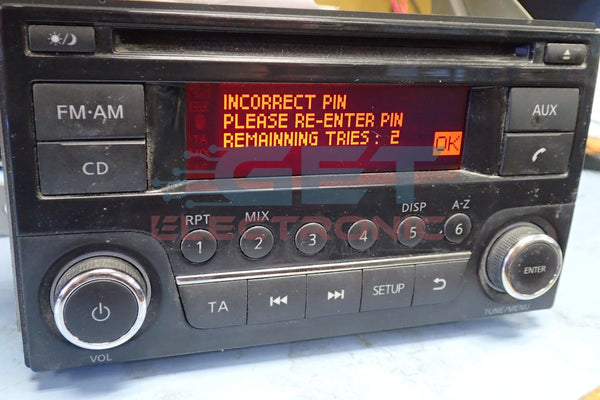 INCORRECT PIN
PLEASE RE-ENTER PIN
REMAINNING TRIES : 2
OK
FM·AM
CD
TA
AUX
RPT
MIX
DISP
A-Z
1
2
3
4
5
6
GET
ELECTRONIC
TA
SETUP
ENTER
VOL
TUNE/MENU